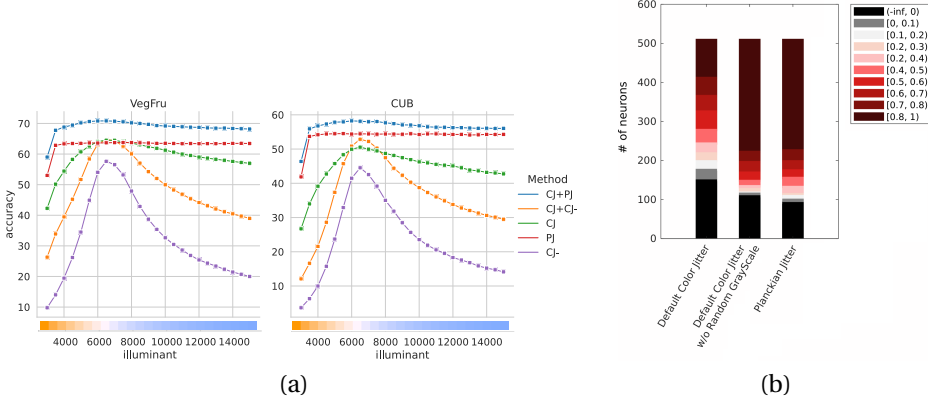 VegFru
CUB
accuracy
70
60
50
40
30
20
10
60
50
40
30
20
10
0
4000 6000 8000 10000 12000 14000
illuminant
4000 6000 8000 10000 12000 14000
illuminant
Method
CJ+PJ
CJ+CJ-
CJ
PJ
CJ-
(a)
# of neurons
600
500
400
300
200
100
0
Default Color Jitter
Default Color Jitter
w/o Random GrayScale
Planckian Jitter
(-inf, 0)
[0, 0.1)
[0.1, 0.2)
[0.2, 0.3)
[0.2, 0.4)
[0.4, 0.5)
[0.5, 0.6)
[0.6, 0.7)
[0.7, 0.8)
[0.8, 1)
(b)